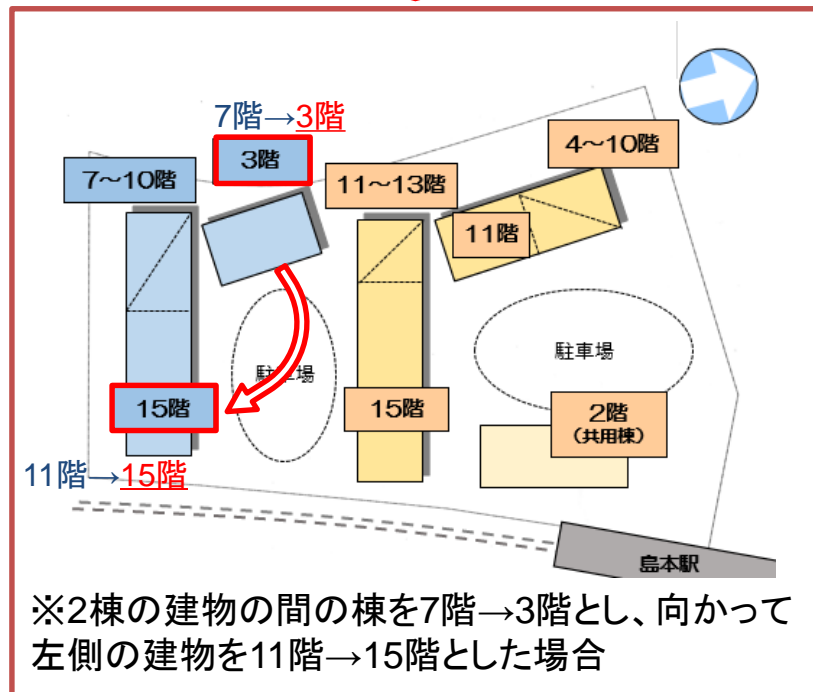 7階→3階
3階
4～10階
7～10階
11～13階
11階
駐車場
駐車場
15階
15階
2階
(共用棟)
11階→15階
島本駅
※2棟の建物の間の棟を7階→3階とし、向かって
左側の建物を11階→15階とした場合